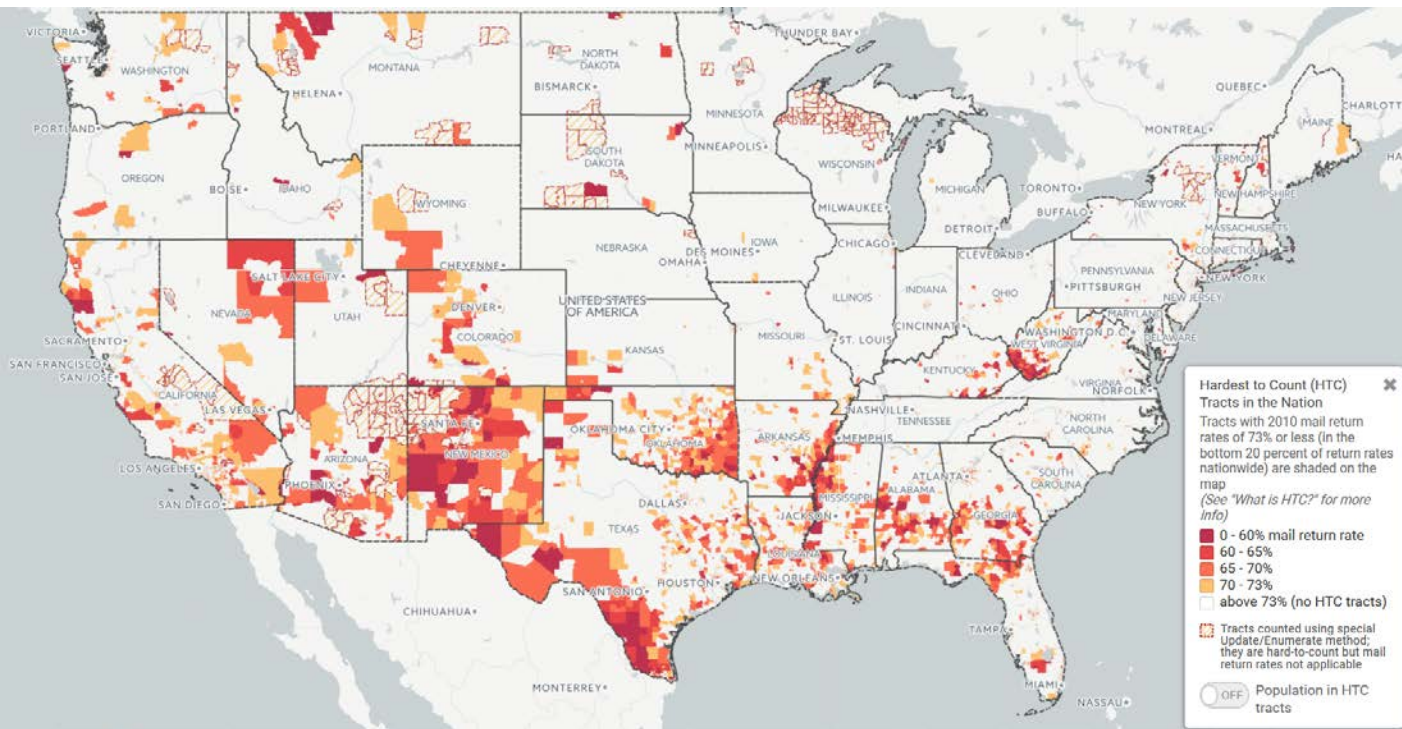 THUNDER BAY
VICTORIA
SEATTLE
WASHINGTON
MONTANA
NORTH
DAKOTA
QUEBEC
HELENA
BISMARCK
MINNESOTA
CHARLOTT
MAINE
MONTREAL
PORTLAND
MINNEAPOLIS
SOUTH
DAKOTA
WISCONSIN
VERMONT
OREGON
BOISE
IDAHO
MICHIGAN
TORONTO
NEW HAMPSHIRE
WYOMING
NEW YORK
MILWAUKEE
BUFFALO
DETROIT
MASSACHUSETTS
CHICAGO
CLEVELAND
CONNECTICUT
NEBRASKA
IOWA
DES MOINES
OMAHA
CHEYENNE
SALT LAKE CITY
NEW YORK
PENNSYLVANIA
PITTSBURGH
NEW JERSEY
UNITED STATES
OF AMERICA
ILLINOIS
INDIANA
OHIO
NEVADA
UTAH
DENVER
COLORADO
MARYLAND
CINCINNATI
WASHINGTON D.C.
DELAWARE
SACRAMENTO
MISSOURI
ST. LOUIS
WEST VIRGINIA
KANSAS
SAN FRANCISCO
SAN JOSE
KENTUCKY
VIRGINIA
NORFOLK
CALIFORNIA
LAS VEGAS
NASHVILLE
TENNESSEE
NORTH
CAROLINA
SANTA FE
OKLAHOMA CITY
OKLAHOMA
ARKANSAS
MEMPHIS
LOS ANGELES
ARIZONA
NEW MEXICO
PHOENIX
ATLANTA
SOUTH
CAROLINA
SAN DIEGO
DALLAS
MISSISSIPPI
ALABAMA
JACKSON
GEORGIA
TEXAS
LOUISIANA
HOUSTON
NEW ORLEANS
SAN ANTONIO
CHIHUAHUA
TAMPA
MONTERREY
MIAMI
NASSAU
Hardest to Count (HTC)
Tracts in the Nation
Tracts with 2010 mail return
rates of 73% or less (in the
bottom 20 percent of return rates
nationwide) are shaded on the
map
(See "What is HTC?" for more
info)
0 - 60% mail return rate
60 - 65%
65 - 70%
70 - 73%
above 73% (no HTC tracts)
Tracts counted using special
Update/Enumerate method;
they are hard-to-count but mail
return rates not applicable
OFF
Population in HTC
tracts